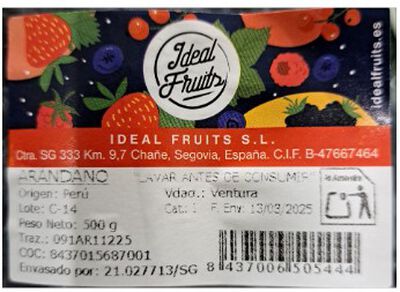 Ideal
Fruits
idealfruits.es
IDEAL FRUITS S.L.
Ctra. SG 333 Km. 9,7 Chañe, Segovia, España. C.I.F. B-47667464
ARANDANO LAVAR ANTES DE CONSUMIR
Origen: Perú Vdad.: Ventura
Lote: C-14 Cat.: I F. Env: 13/03/2025
Peso Neto: 500 g
Traz.: 091AR11225
COC: 8437015687001
Envasado por: 21.027713/SG
8 437006 505444